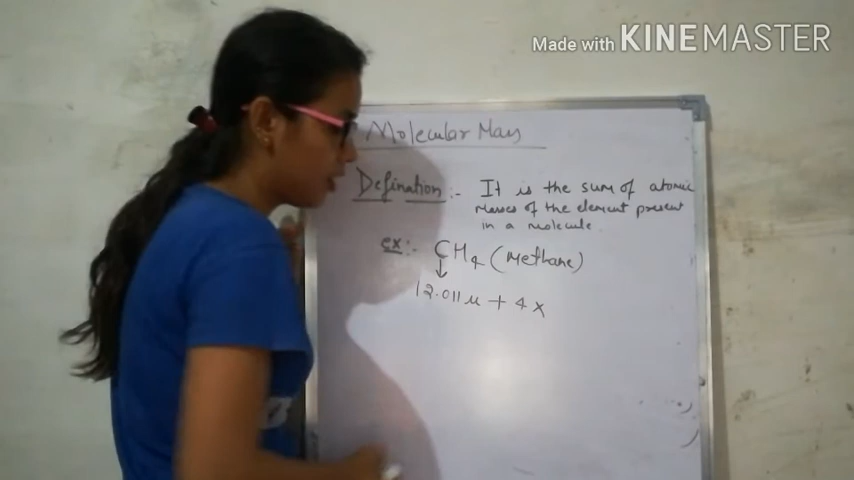 Made with KINEMASTER
Molecular Mass
Defination :- It is the sum of atomic
masses of the element present
in a molecule.
ex:- CH4 (Methane)
↓
12.011u + 4x